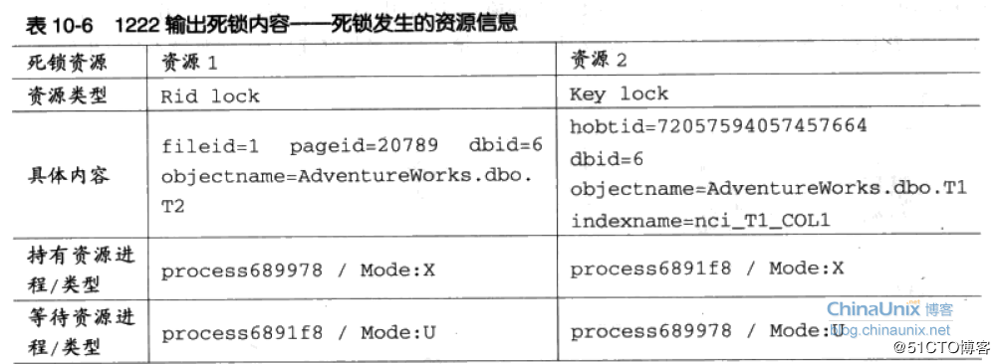 表 10-6 1222 输出死锁内容——死锁发生的资源信息
死锁资源 资源 1 资源 2
资源类型 Rid lock Key lock
具体内容
fileid=1 pageid=20789 dbid=6
objectname=AdventureWorks.dbo.
T2
hobtid=72057594057457664
dbid=6
objectname=AdventureWorks.dbo.T1
indexname=nci_T1_COL1
持有资源进
程/类型
process689978 / Mode:X
process6891f8 / Mode:X
等待资源进
程/类型
process6891f8 / Mode:U
process689978 / Mode:U
ChinaUnix 博客
blog.chinaunix.net
@51CTO博客